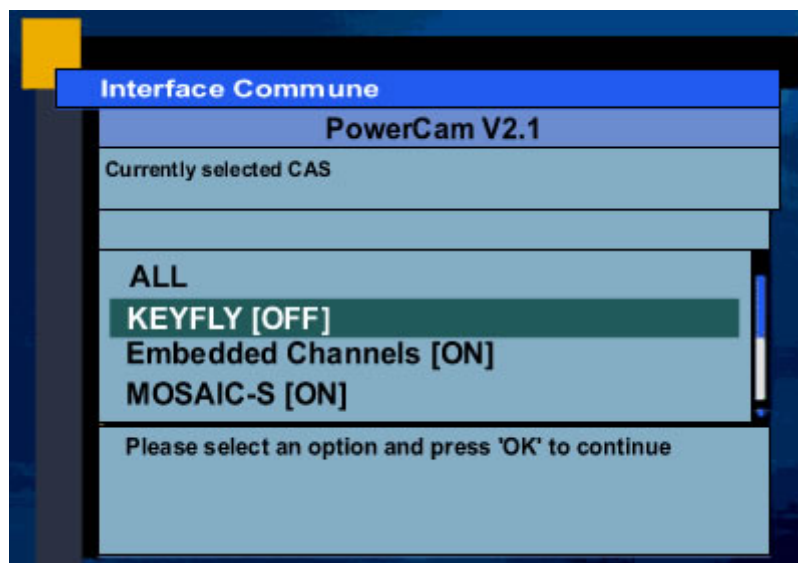 Interface Commune
PowerCam V2.1
Currently selected CAS
ALL
KEYFLY [OFF]
Embedded Channels [ON]
MOSAIC-S [ON]
Please select an option and press 'OK' to continue